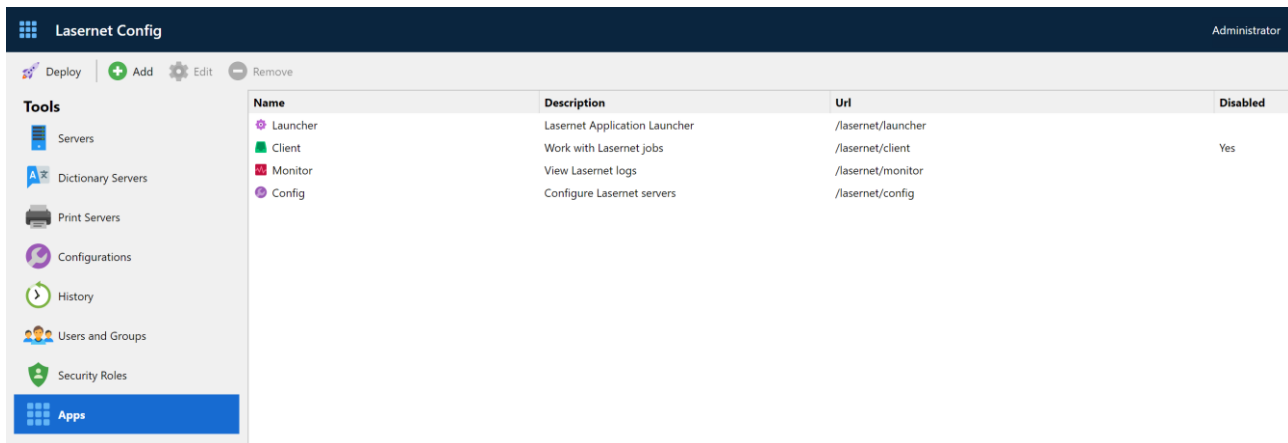 Lasernet Config
Administrator
Deploy Add Edit Remove
Tools
Servers
Dictionary Servers
Print Servers
Configurations
History
Users and Groups
Security Roles
Apps
Name Description Url Disabled
Launcher Lasernet Application Launcher /lasernet/launcher
Client Work with Lasernet jobs /lasernet/client Yes
Monitor View Lasernet logs /lasernet/monitor
Config Configure Lasernet servers /lasernet/config